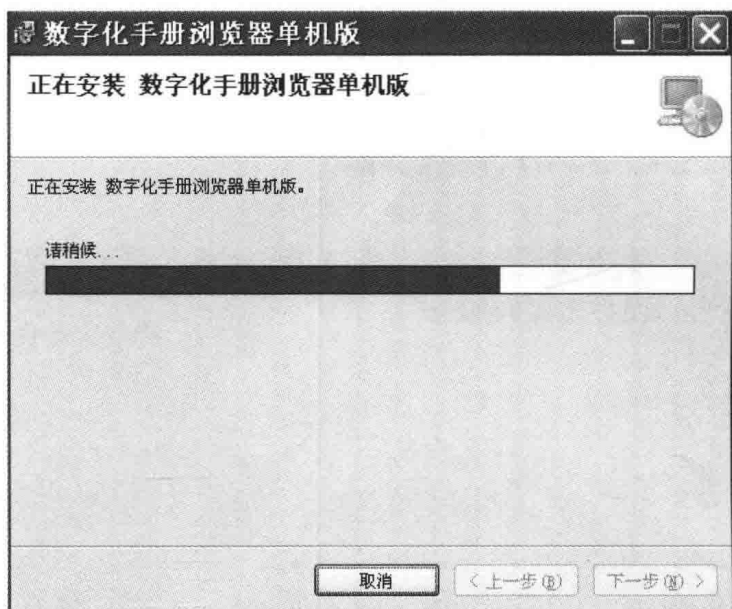 数字化手册浏览器单机版
正在安装 数字化手册浏览器单机版
正在安装 数字化手册浏览器单机版。
请稍候...
取消
<上一步(B)
下一步(N)>